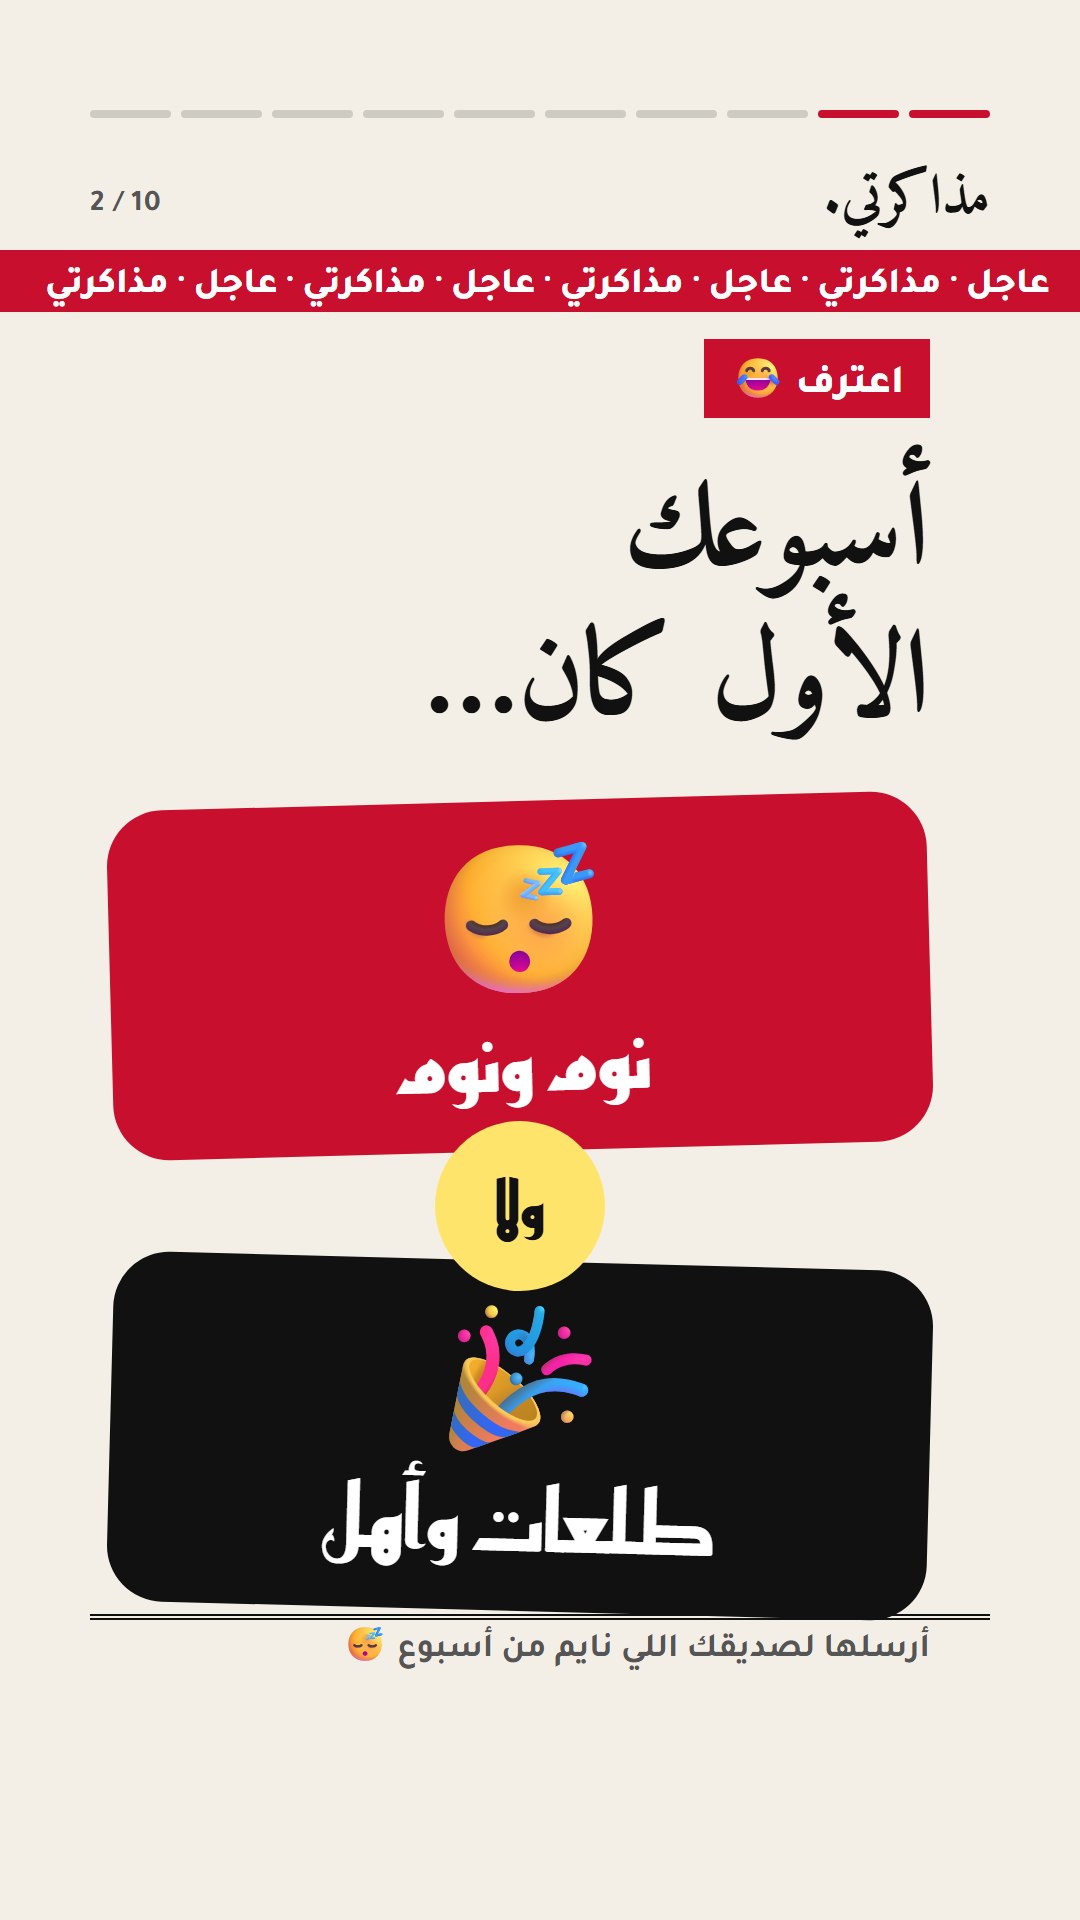 مذاكرتي.
2 / 10
عاجل · مذاكرتي · عاجل · مذاكرتي · عاجل · مذاكرتي · عاجل · مذاكرتي
اعترف 😂
أسبوعك
الأول كان...
نوم ونوم
ولا
طلعات وأهل
أرسلها لصديقك اللي نايم من أسبوع 😴